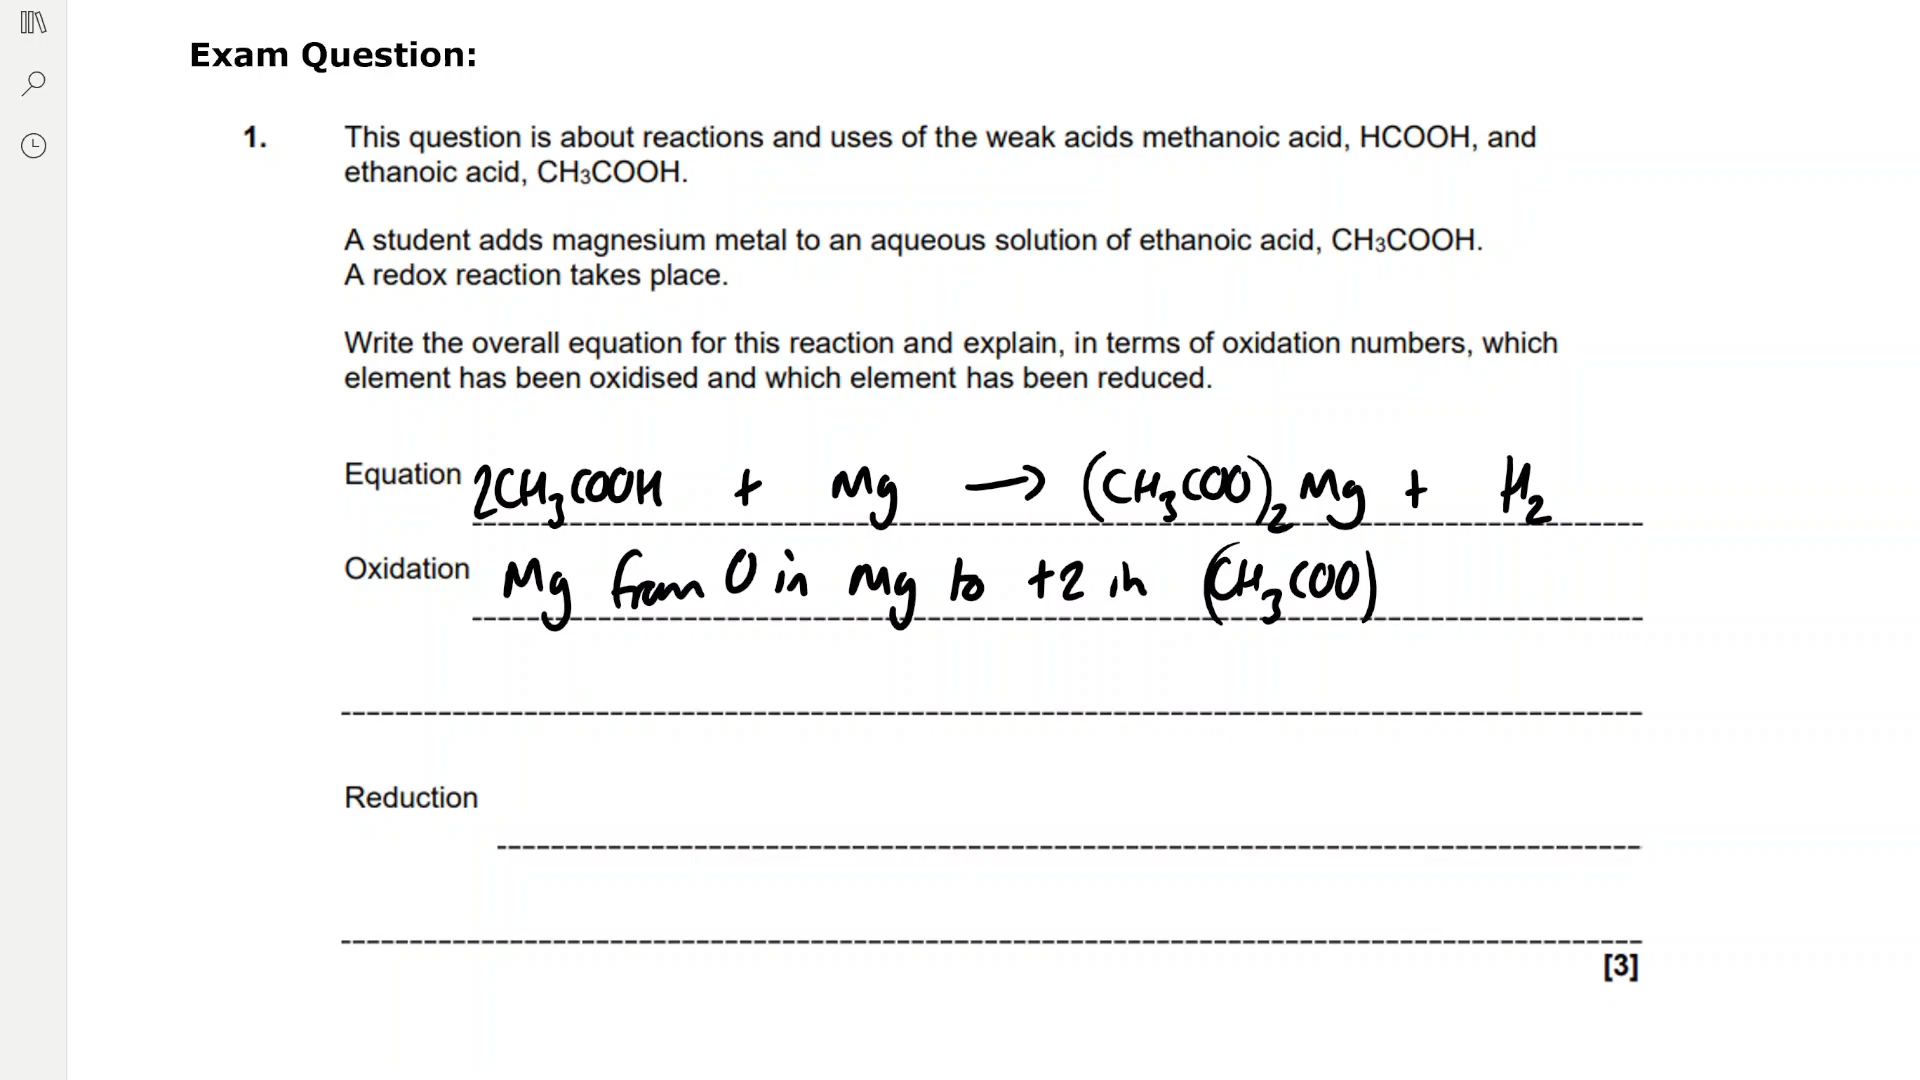 Exam Question:
1. This question is about reactions and uses of the weak acids methanoic acid, HCOOH, and
ethanoic acid, CH₃COOH.
A student adds magnesium metal to an aqueous solution of ethanoic acid, CH₃COOH.
A redox reaction takes place.
Write the overall equation for this reaction and explain, in terms of oxidation numbers, which
element has been oxidised and which element has been reduced.
Equation 2CH₃COOH + Mg → (CH₃COO)₂Mg + H₂
Oxidation Mg from 0 in Mg to +2 in (CH₃COO)
Reduction
[3]